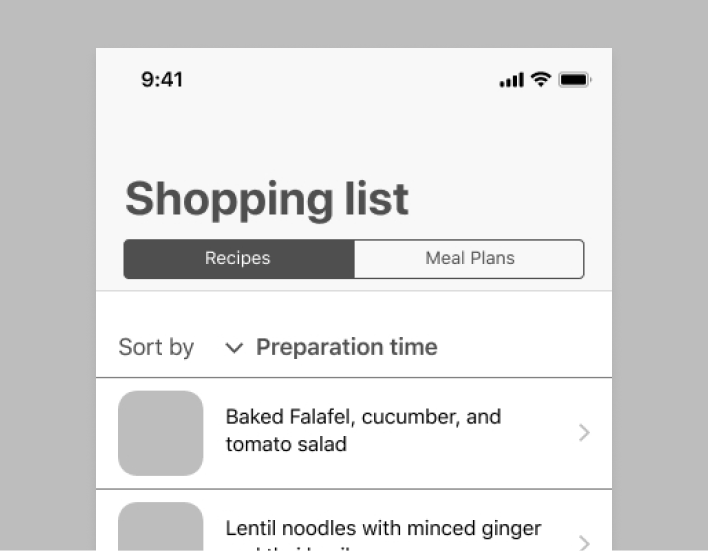 9:41
Shopping list
Recipes
Meal Plans
Sort by
Preparation time
Baked Falafel, cucumber, and
tomato salad
Lentil noodles with minced ginger